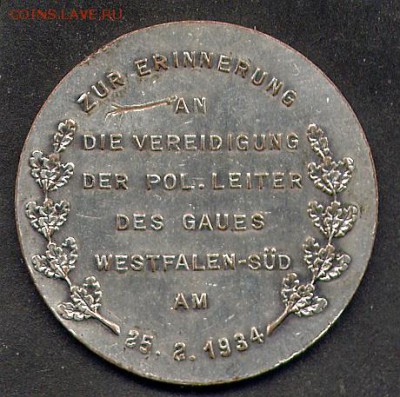 COINS.LAVE.RU
ZUR ERINNERUNG
AN
DIE VEREIDIGUNG
DER POL. LEITER
DES GAUES
WESTFALEN-SÜD
AM
25. 2. 1934